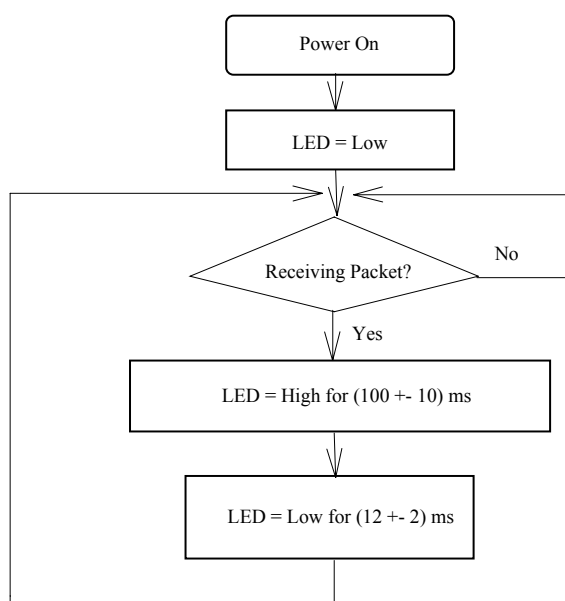 Power On
LED = Low
Receiving Packet?
No
Yes
LED = High for (100 +- 10) ms
LED = Low for (12 +- 2) ms